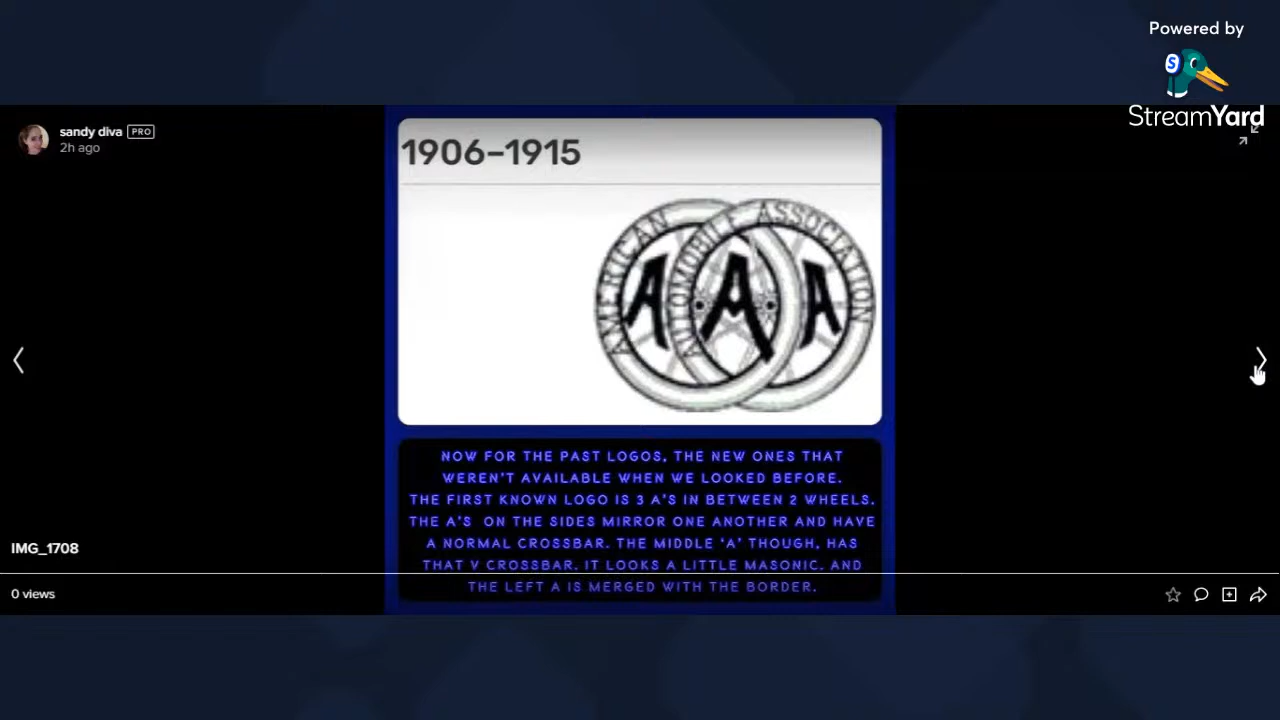 Powered by
StreamYard
sandy diva PRO
2h ago
1906–1915
AMERICAN
AUTOMOBILE ASSOCIATION
A A A
NOW FOR THE PAST LOGOS, THE NEW ONES THAT
WEREN'T AVAILABLE WHEN WE LOOKED BEFORE.
THE FIRST KNOWN LOGO IS 3 A'S IN BETWEEN 2 WHEELS.
THE A'S ON THE SIDES MIRROR ONE ANOTHER AND HAVE
A NORMAL CROSSBAR. THE MIDDLE 'A' THOUGH, HAS
THAT V CROSSBAR. IT LOOKS A LITTLE MASONIC. AND
THE LEFT A IS MERGED WITH THE BORDER.
IMG_1708
0 views